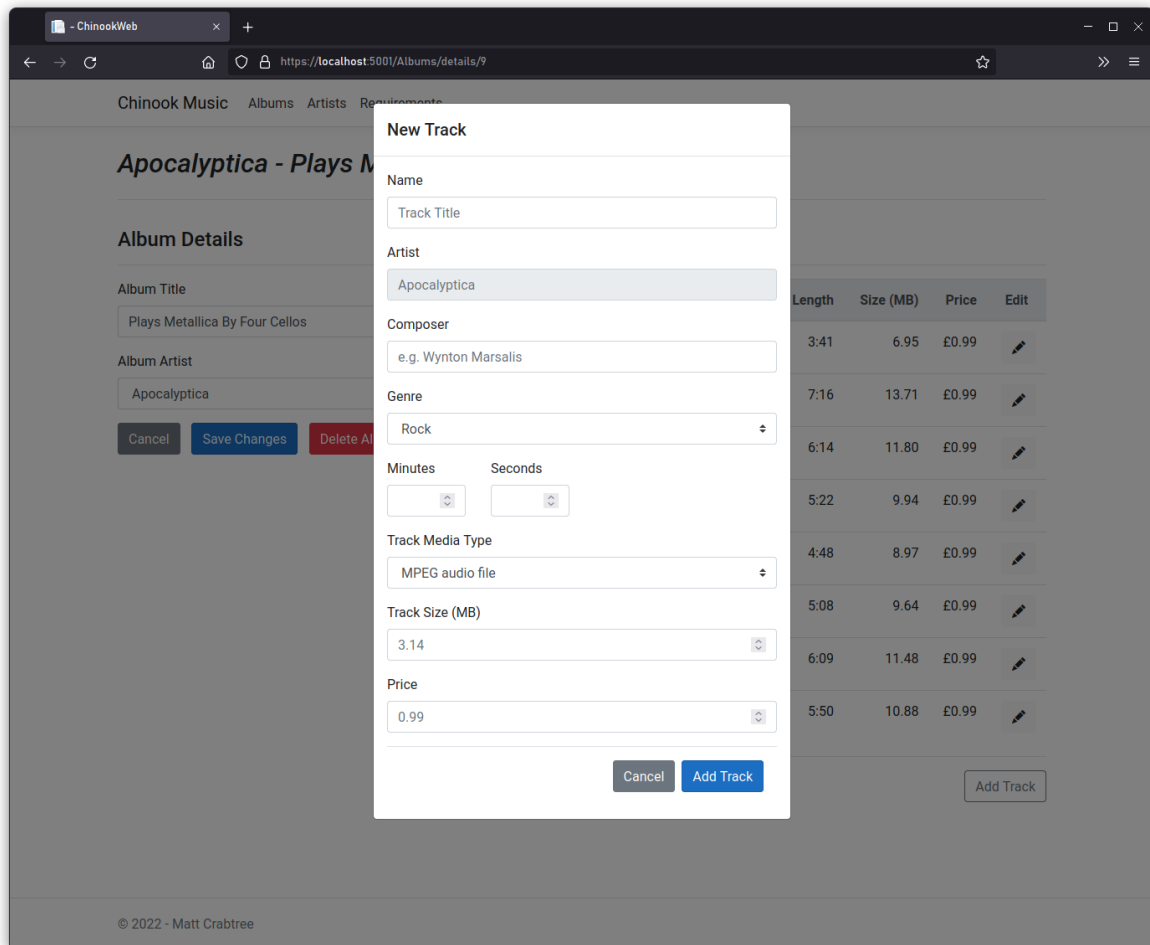 - ChinookWeb
https://localhost:5001/Albums/details/9
Chinook Music Albums Artists Requirements
Apocalyptica - Plays M
Album Details
Album Title
Plays Metallica By Four Cellos
Album Artist
Apocalyptica
Cancel Save Changes Delete Al
New Track
Name
Track Title
Artist
Apocalyptica
Composer
e.g. Wynton Marsalis
Genre
Rock
Minutes Seconds
Track Media Type
MPEG audio file
Track Size (MB)
3.14
Price
0.99
Cancel Add Track
Length Size (MB) Price Edit
3:41 6.95 £0.99
7:16 13.71 £0.99
6:14 11.80 £0.99
5:22 9.94 £0.99
4:48 8.97 £0.99
5:08 9.64 £0.99
6:09 11.48 £0.99
5:50 10.88 £0.99
Add Track
© 2022 - Matt Crabtree